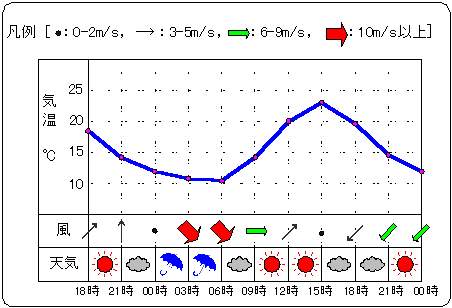 凡例 [ ●:0-2m/s, →:3-5m/s, ➡:6-9m/s, ➡:10m/s以上]
25
気
温
20
℃
15
10
風
天気
18時 21時 00時 03時 06時 09時 12時 15時 18時 21時 00時